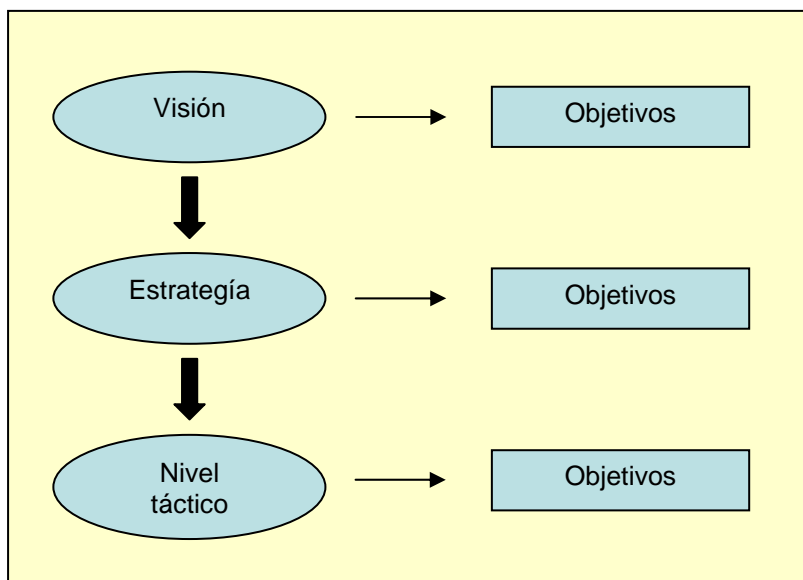 Visión
Objetivos
Estrategía
Objetivos
Nivel
táctico
Objetivos